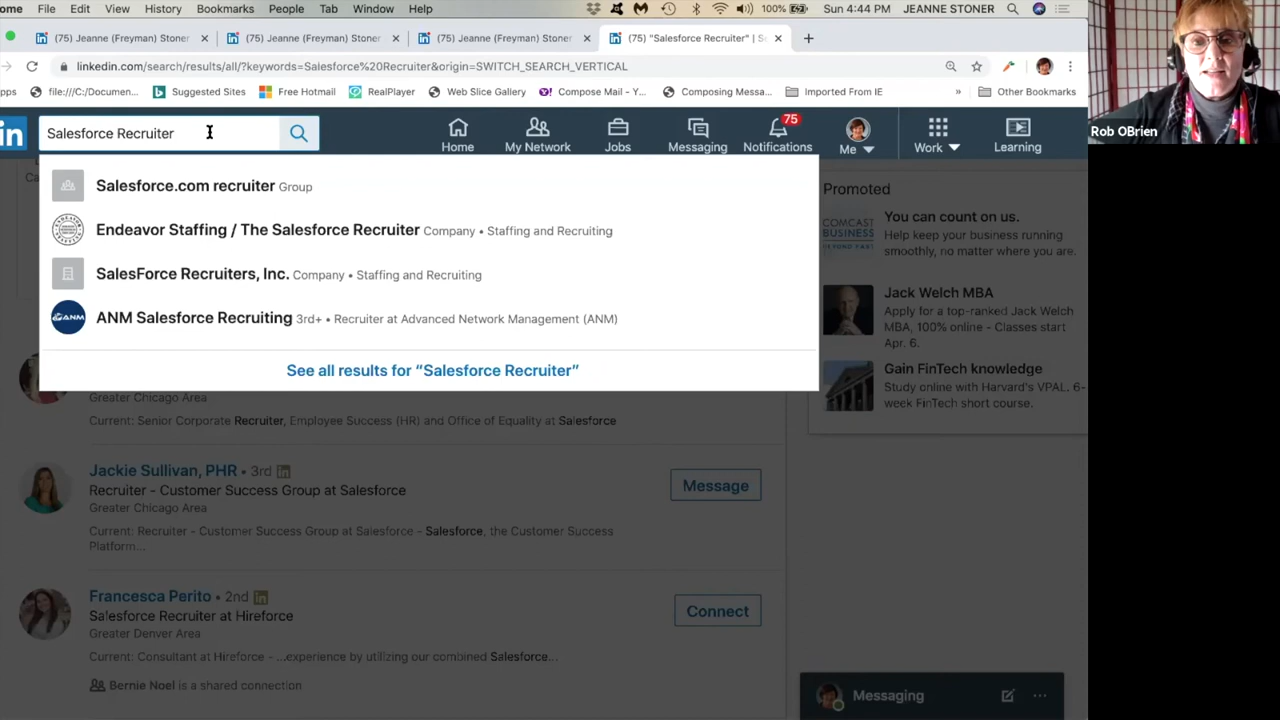 ome File Edit View History Bookmarks People Tab Window Help 100% Sun 4:44 PM JEANNE STONER
(75) Jeanne (Freyman) Stoner × (75) Jeanne (Freyman) Stoner × (75) Jeanne (Freyman) Stoner × (75) "Salesforce Recruiter" | Se × +
linkedin.com/search/results/all/?keywords=Salesforce%20Recruiter&origin=SWITCH_SEARCH_VERTICAL
pps file:///C:/Documen... Suggested Sites Free Hotmail RealPlayer Web Slice Gallery Compose Mail - Y... Composing Messa... Imported From IE » Other Bookmarks
in Salesforce Recruiter Home My Network Jobs Messaging 75 Notifications Me Work Learning
Rob OBrien
Ca
Salesforce.com recruiter Group
Endeavor Staffing / The Salesforce Recruiter Company • Staffing and Recruiting
SalesForce Recruiters, Inc. Company • Staffing and Recruiting
ANM ANM Salesforce Recruiting 3rd+ • Recruiter at Advanced Network Management (ANM)
See all results for “Salesforce Recruiter”
Greater Chicago Area
Current: Senior Corporate Recruiter, Employee Success (HR) and Office of Equality at Salesforce
Jackie Sullivan, PHR • 3rd in
Recruiter - Customer Success Group at Salesforce
Greater Chicago Area
Message
Current: Recruiter - Customer Success Group at Salesforce - Salesforce, the Customer Success
Platform...
Francesca Perito • 2nd in
Salesforce Recruiter at Hireforce
Greater Denver Area
Connect
Current: Consultant at Hireforce - ...experience by utilizing our combined Salesforce...
Bernie Noel is a shared connection
Promoted
COMCAST
BUSINESS
You can count on us.
Help keep your business running
smoothly, no matter where you are.
Jack Welch MBA
Apply for a top-ranked Jack Welch
MBA, 100% online - Classes start
Apr. 6.
Gain FinTech knowledge
Study online with Harvard's VPAL. 6-
week FinTech short course.
Messaging